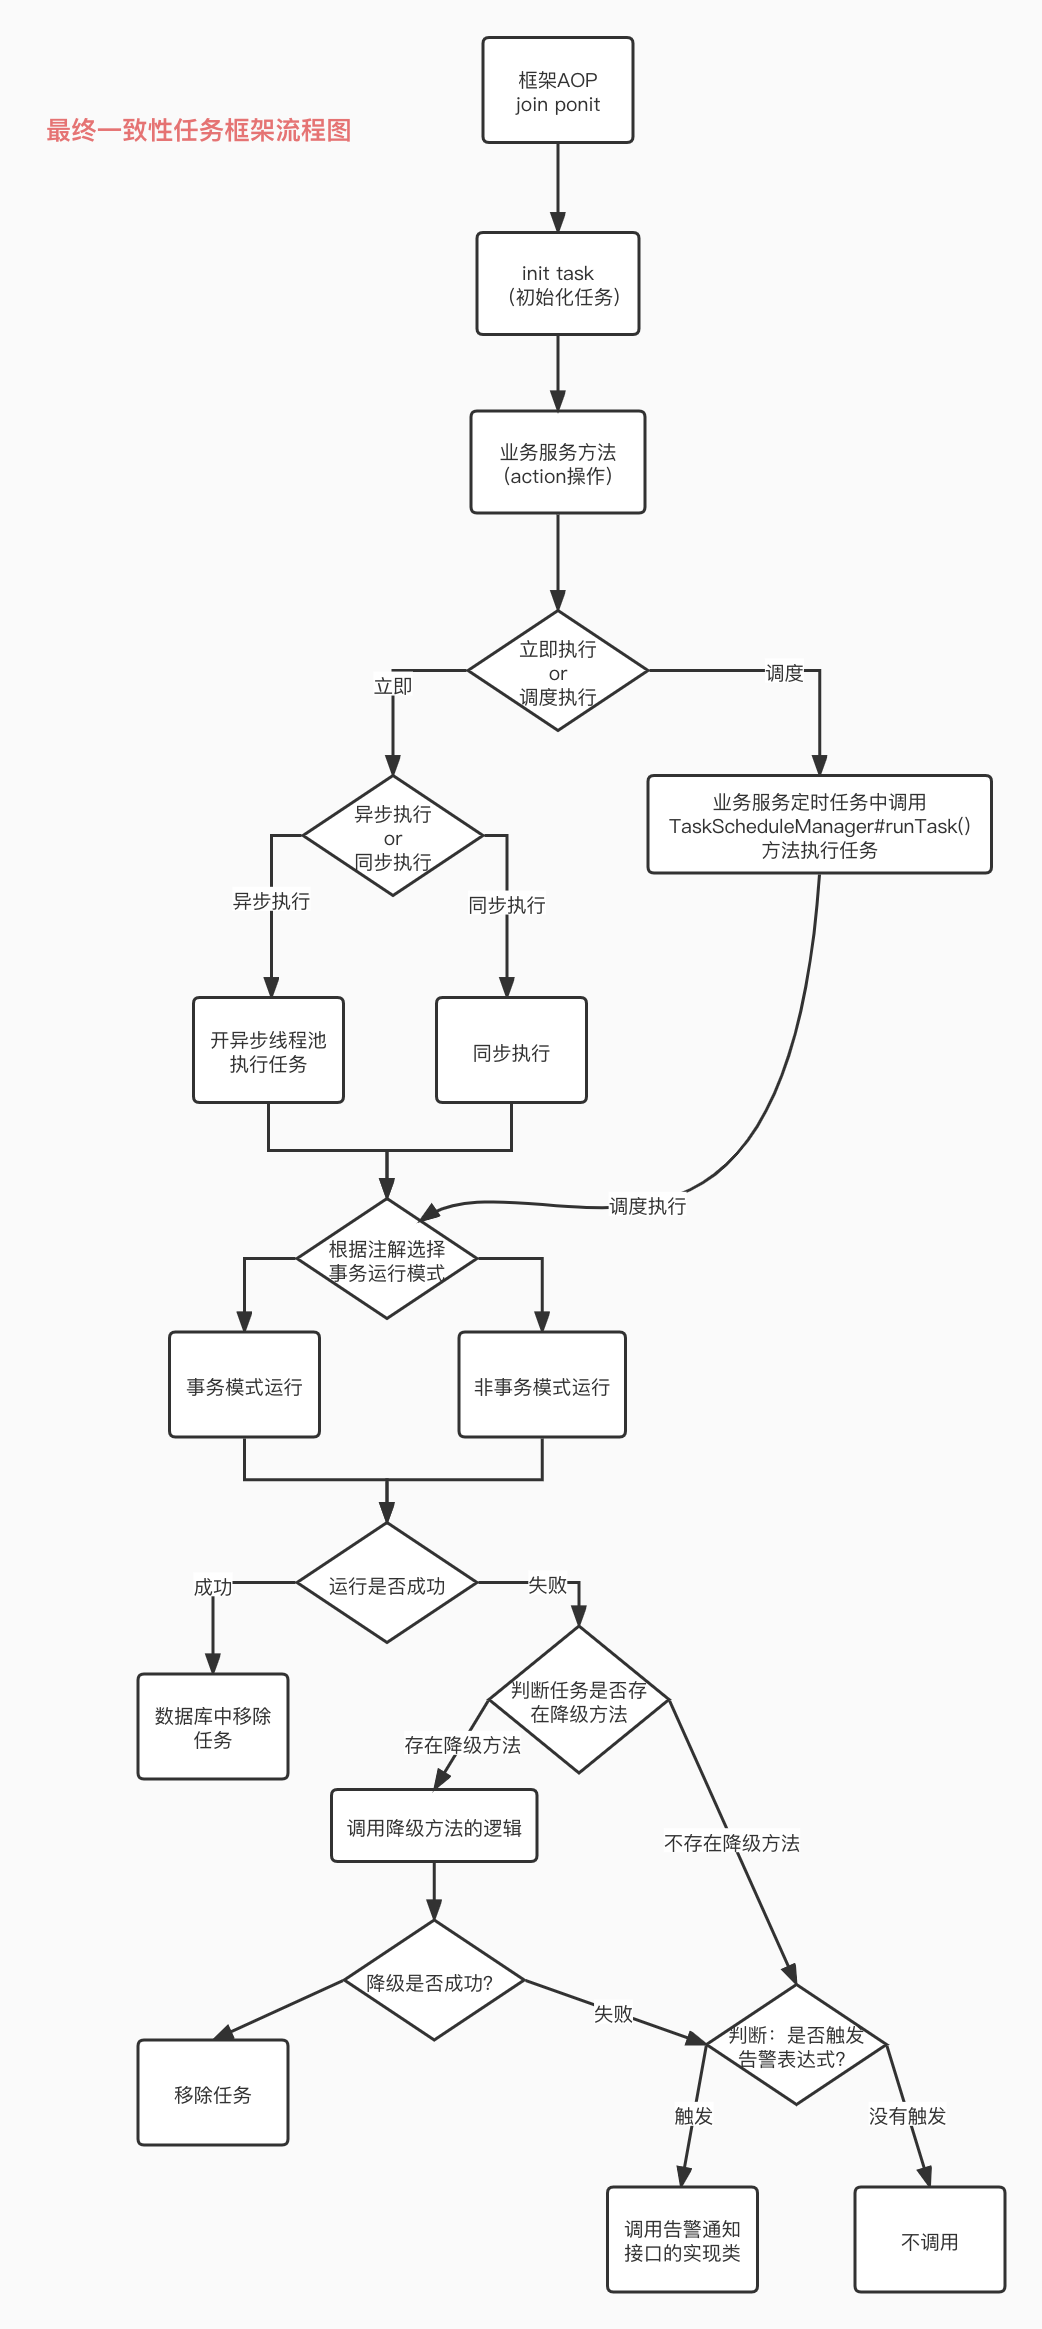 框架AOP
join ponit
最终一致性任务框架流程图
init task
（初始化任务）
业务服务方法
（action操作）
立即执行
or
调度执行
立即
调度
异步执行
or
同步执行
业务服务定时任务中调用
TaskScheduleManager#runTask()
方法执行任务
异步执行
同步执行
开异步线程池
执行任务
同步执行
调度执行
根据注解选择
事务运行模式
事务模式运行
非事务模式运行
运行是否成功
成功
失败
数据库中移除
任务
判断任务是否存
在降级方法
存在降级方法
调用降级方法的逻辑
不存在降级方法
降级是否成功？
失败
判断：是否触发
告警表达式？
移除任务
触发
没有触发
调用告警通知
接口的实现类
不调用